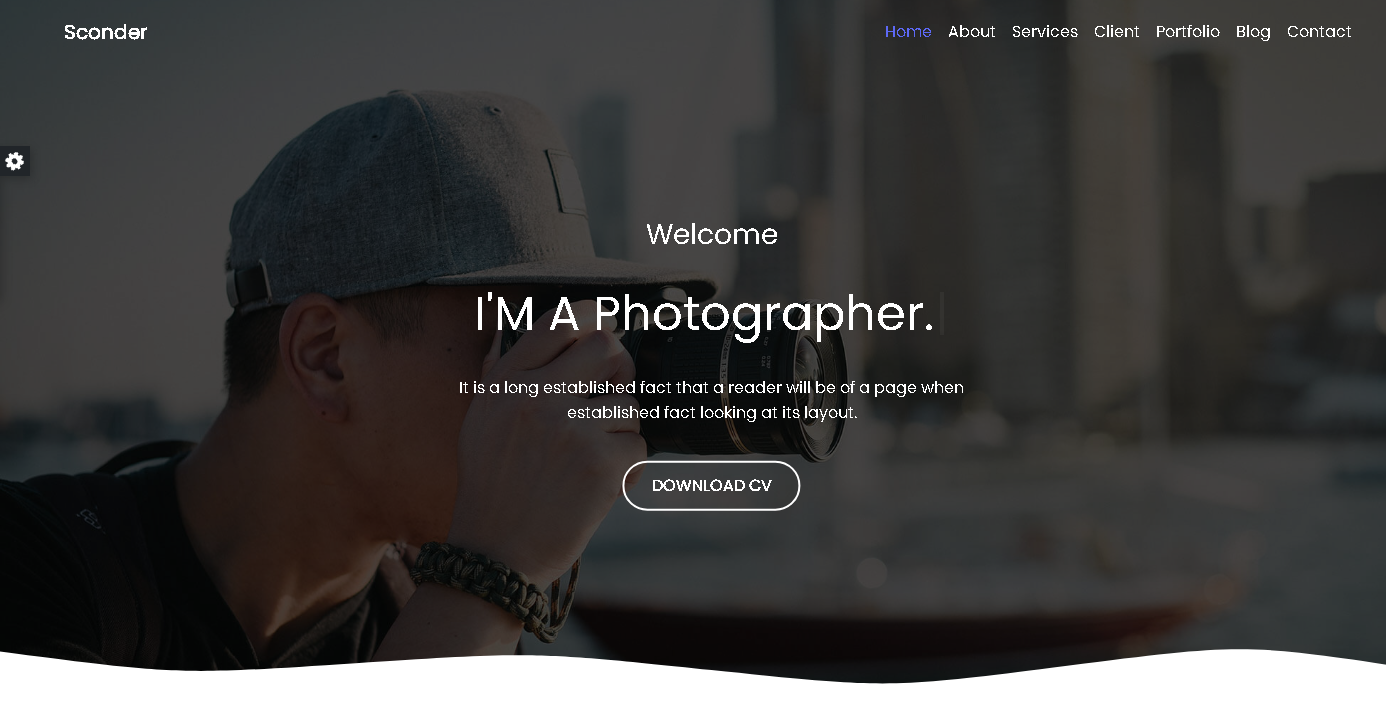 Sconder
Home About Services Client Portfolio Blog Contact
Welcome
I'M A Photographer.
It is a long established fact that a reader will be of a page when
established fact looking at its layout.
DOWNLOAD CV